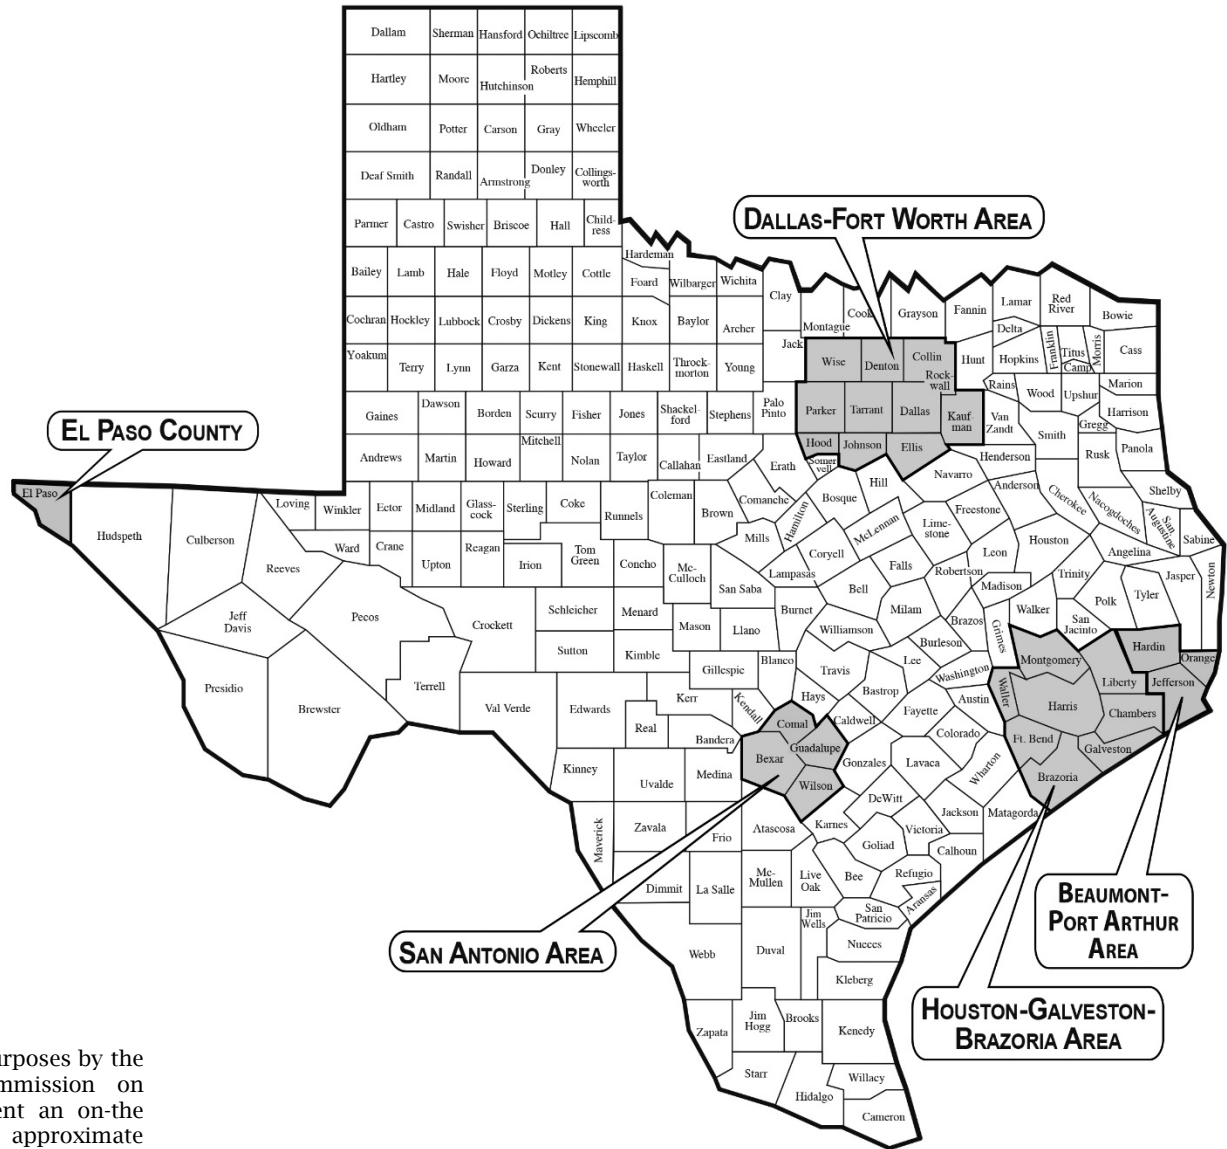 Dallam Sherman Hansford Ochiltree Lipscomb
Hartley Moore Hutchinson Roberts Hemphill
Oldham Potter Carson Gray Wheeler
Deaf Smith Randall Armstrong Donley Collings-
worth
Parmer Castro Swisher Briscoe Hall Child-
ress
DALLAS-FORT WORTH AREA
Bailey Lamb Hale Floyd Motley Cottle Hardeman Foard Wilbarger Wichita Clay Montague Cook Grayson Fannin Lamar Red
River Bowie
Cochran Hockley Lubbock Crosby Dickens King Knox Baylor Archer Jack Wise Denton Collin Rock-
wall Hunt Delta Hopkins Franklin Titus Camp Morris Cass
Yoakum Terry Lynn Garza Kent Stonewall Haskell Throck-
morton Young Parker Tarrant Dallas Kauf-
man Rains Wood Upshur Marion Harrison
EL PASO COUNTY
Gaines Dawson Borden Scurry Fisher Jones Shackel-
ford Stephens Palo
Pinto Hood Johnson Ellis Van
Zandt Smith Gregg Rusk Panola
Andrews Martin Howard Mitchell Nolan Taylor Callahan Eastland Erath Somer
vell Hill Navarro Henderson Anderson Cherokee Nacogdoches Shelby San
Augustine Sabine
El Paso Hudspeth Culberson Loving Winkler Ector Midland Glass-
cock Sterling Coke Runnels Coleman Brown Comanche Hamilton Bosque McLennan Lime-
stone Freestone Houston Angelina
Reeves Ward Crane Upton Reagan Irion Tom
Green Concho Mc-
Culloch Mills San Saba Lampasas Coryell Bell Falls Robertson Leon Madison Trinity Polk Tyler Jasper Newton
Jeff
Davis Pecos Crockett Schleicher Menard Mason Llano Burnet Williamson Milam Brazos Burleson Grimes Walker San
Jacinto Hardin Orange
Presidio Brewster Terrell Val Verde Sutton Kimble Gillespie Blanco Travis Lee Washington Montgomery Liberty Jefferson
Edwards Kerr Real Bandera Kendall Hays Comal Caldwell Bastrop Fayette Austin Waller Harris Chambers
Kinney Uvalde Medina Bexar Guadalupe Wilson Gonzales Lavaca Colorado Wharton Ft. Bend Galveston Brazoria
Maverick Zavala Frio Atascosa Karnes DeWitt Jackson Matagorda
Dimmit La Salle Mc-
Mullen Live
Oak Bee Goliad Victoria Calhoun Refugio Aransas
SAN ANTONIO AREA
BEAUMONT-
PORT ARTHUR
AREA
Webb Duval Jim
Wells San
Patricio Nueces Kleberg
HOUSTON-GALVESTON-
BRAZORIA AREA
Zapata Jim
Hogg Brooks Kenedy
Starr Hidalgo Willacy
Cameron
urposes by the
mmission on
ent an on-the
approximate